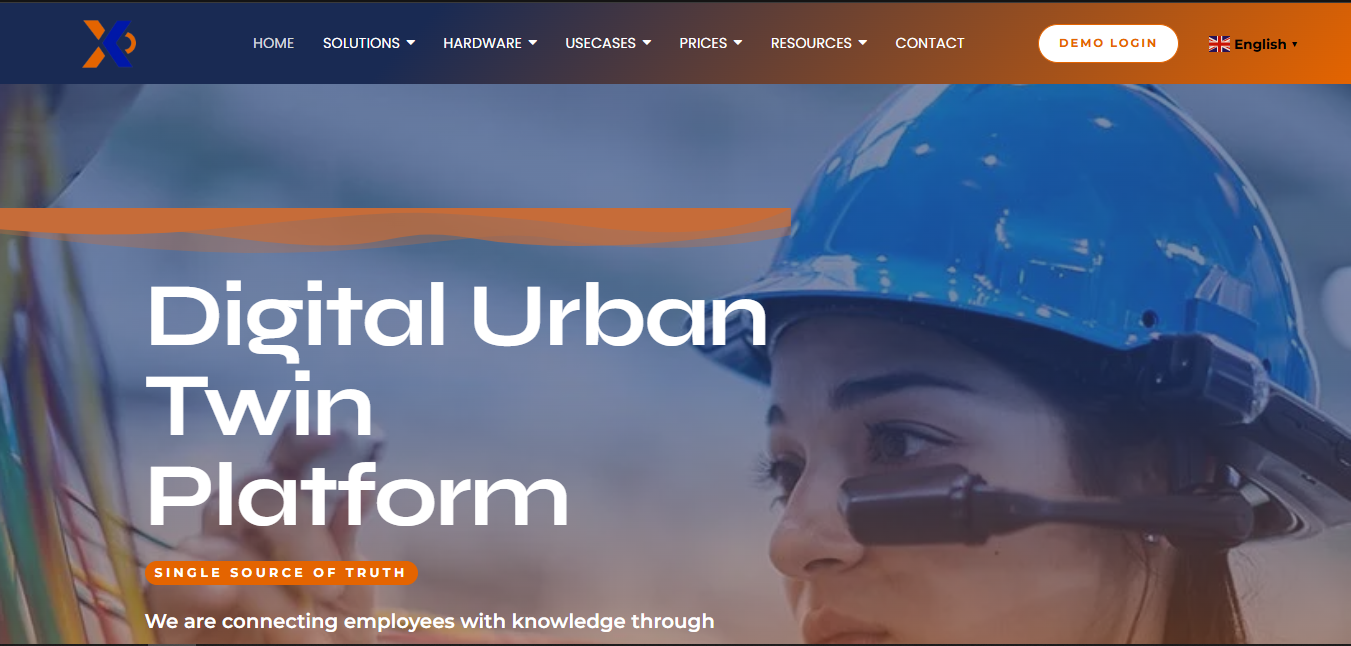 HOME SOLUTIONS HARDWARE USECASES PRICES RESOURCES CONTACT DEMO LOGIN English
Digital Urban
Twin
Platform
SINGLE SOURCE OF TRUTH
We are connecting employees with knowledge through